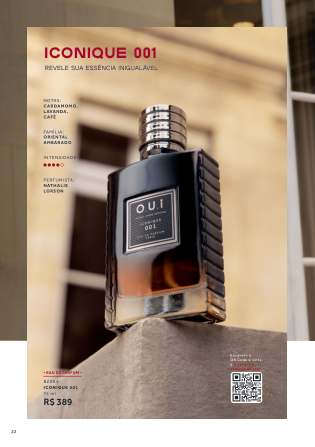 ICONIQUE 001
REVELE SUA ESSÊNCIA INIGUALÁVEL
NOTAS:
CARDAMOMO,
LAVANDA,
CAFÉ
FAMÍLIA:
ORIENTAL
AMBARADO
INTENSIDADE:
PERFUMISTA:
NATHALIE
LORSON
OUI
ICONIQUE
001
EAU DE PARFUM
ICONIQUE 001
75 ml
R$ 389
22